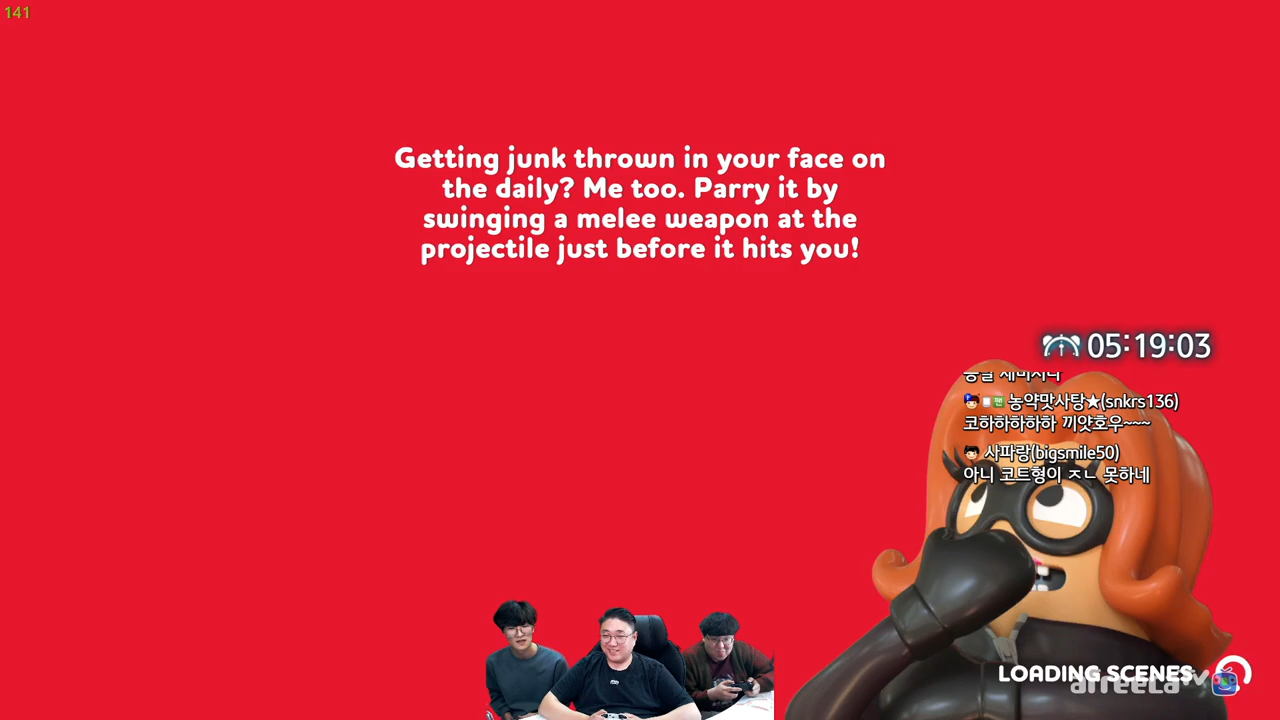 141
Getting junk thrown in your face on
the daily? Me too. Parry it by
swinging a melee weapon at the
projectile just before it hits you!
05:19:03
농약맛사탕★(snkrs136)
코하하하하하 끼얏호우~~~
사파랑(bigsmile50)
아니 코트형이 ㅈㄴ 못하네
LOADING SCENES
afreecaTV